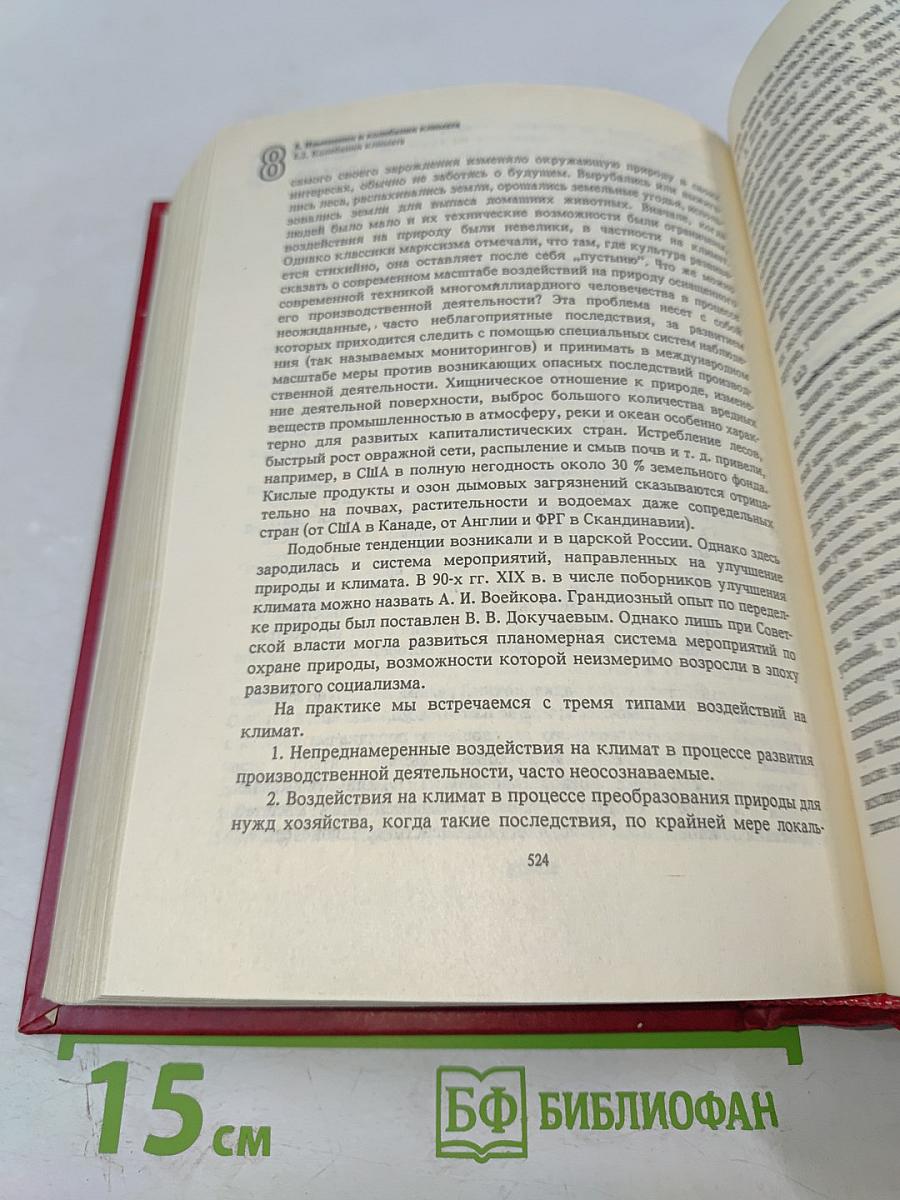 8
8. Изменения и колебания климата
8.2. Колебания климата
самого своего зарождения изменяло окружающую природу в своих
интересах, обычно не заботясь о будущем. Вырубались или выжига-
лись леса, распахивались земли, орошались земельные угодья, исполь-
зовались земли для выпаса домашних животных. Вначале, когда
людей было мало и их технические возможности были ограничены,
воздействия на природу были невелики, в частности на климат.
Однако классики марксизма отмечали, что там, где культура развива-
ется стихийно, она оставляет после себя „пустыню". Что же можно
сказать о современном масштабе воздействий на природу оснащенного
современной техникой многомиллиардного человечества в процессе
его производственной деятельности? Эта проблема несет с собой
неожиданные, часто неблагоприятные последствия, за развитием
которых приходится следить с помощью специальных систем наблюде-
ния (так называемых мониторингов) и принимать в международном
масштабе меры против возникающих опасных последствий производ-
ственной деятельности. Хищническое отношение к природе, измене-
ние деятельной поверхности, выброс большого количества вредных
веществ промышленностью в атмосферу, реки и океан особенно харак-
терно для развитых капиталистических стран. Истребление лесов,
быстрый рост овражной сети, распыление и смыв почв и т. д. привели,
например, в США в полную негодность около 30 % земельного фонда.
Кислые продукты и озон дымовых загрязнений сказываются отрица-
тельно на почвах, растительности и водоемах даже сопредельных
стран (от США в Канаде, от Англии и ФРГ в Скандинавии).
Подобные тенденции возникали и в царской России. Однако здесь
зародилась и система мероприятий, направленных на улучшение
природы и климата. В 90-х гг. XIX в. в числе поборников улучшения
климата можно назвать А. И. Воейкова. Грандиозный опыт по передел-
ке природы был поставлен В. В. Докучаевым. Однако лишь при Совет-
ской власти могла развиться планомерная система мероприятий по
охране природы, возможности которой неизмеримо возросли в эпоху
развитого социализма.
На практике мы встречаемся с тремя типами воздействий на
климат.
1. Непреднамеренные воздействия на климат в процессе развития
производственной деятельности, часто неосознаваемые.
2. Воздействия на климат в процессе преобразования природы для
нужд хозяйства, когда такие последствия, по крайней мере локаль-
524
15 см
БФ БИБЛИОФАН